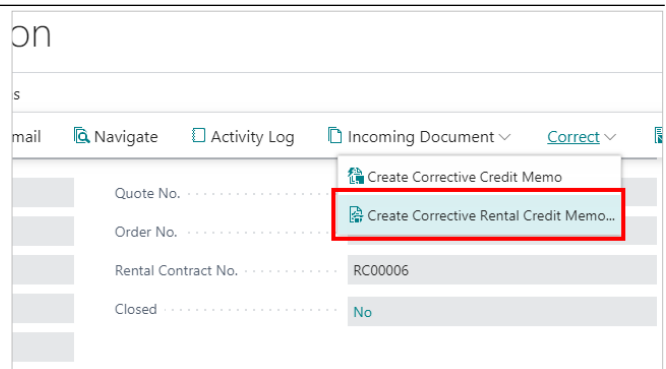 on
s
mail Navigate Activity Log Incoming Document Correct
Create Corrective Credit Memo
Quote No.
Create Corrective Rental Credit Memo...
Order No.
Rental Contract No. RC00006
Closed No